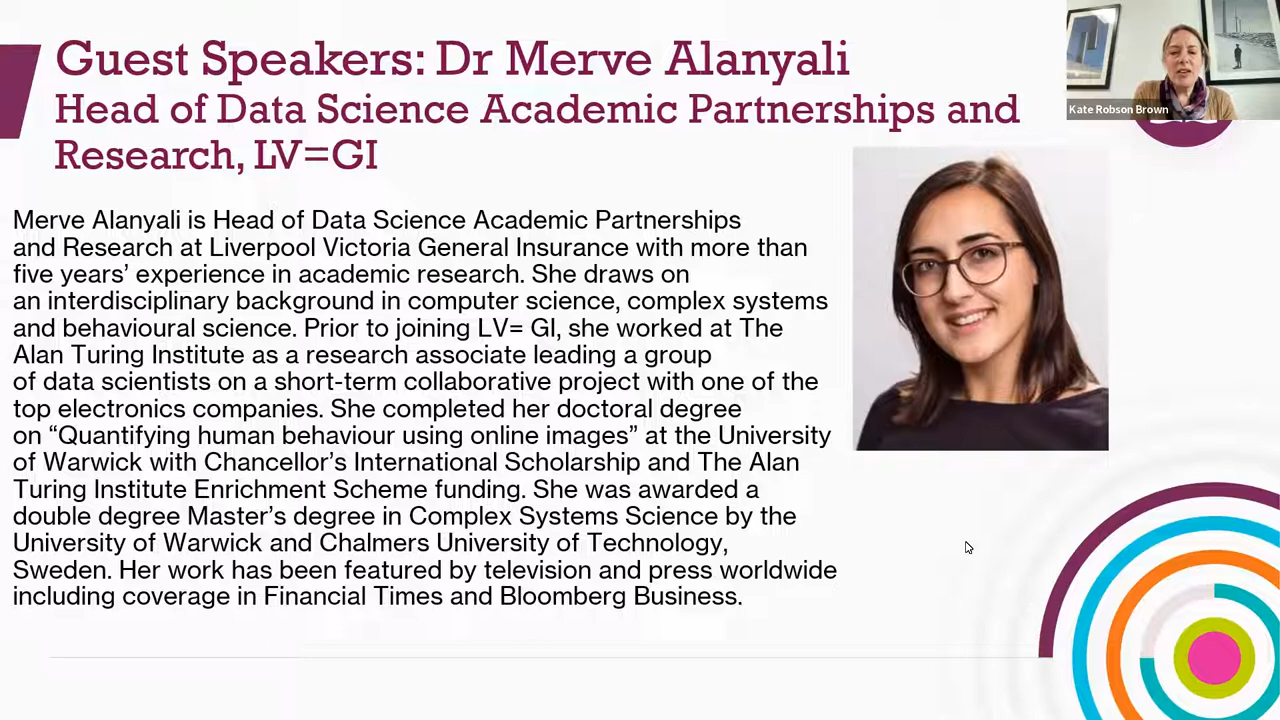 Guest Speakers: Dr Merve Alanyali
Head of Data Science Academic Partnerships and
Research, LV=GI
Kate Robson Brown
Merve Alanyali is Head of Data Science Academic Partnerships
and Research at Liverpool Victoria General Insurance with more than
five years’ experience in academic research. She draws on
an interdisciplinary background in computer science, complex systems
and behavioural science. Prior to joining LV= GI, she worked at The
Alan Turing Institute as a research associate leading a group
of data scientists on a short-term collaborative project with one of the
top electronics companies. She completed her doctoral degree
on “Quantifying human behaviour using online images” at the University
of Warwick with Chancellor’s International Scholarship and The Alan
Turing Institute Enrichment Scheme funding. She was awarded a
double degree Master’s degree in Complex Systems Science by the
University of Warwick and Chalmers University of Technology,
Sweden. Her work has been featured by television and press worldwide
including coverage in Financial Times and Bloomberg Business.